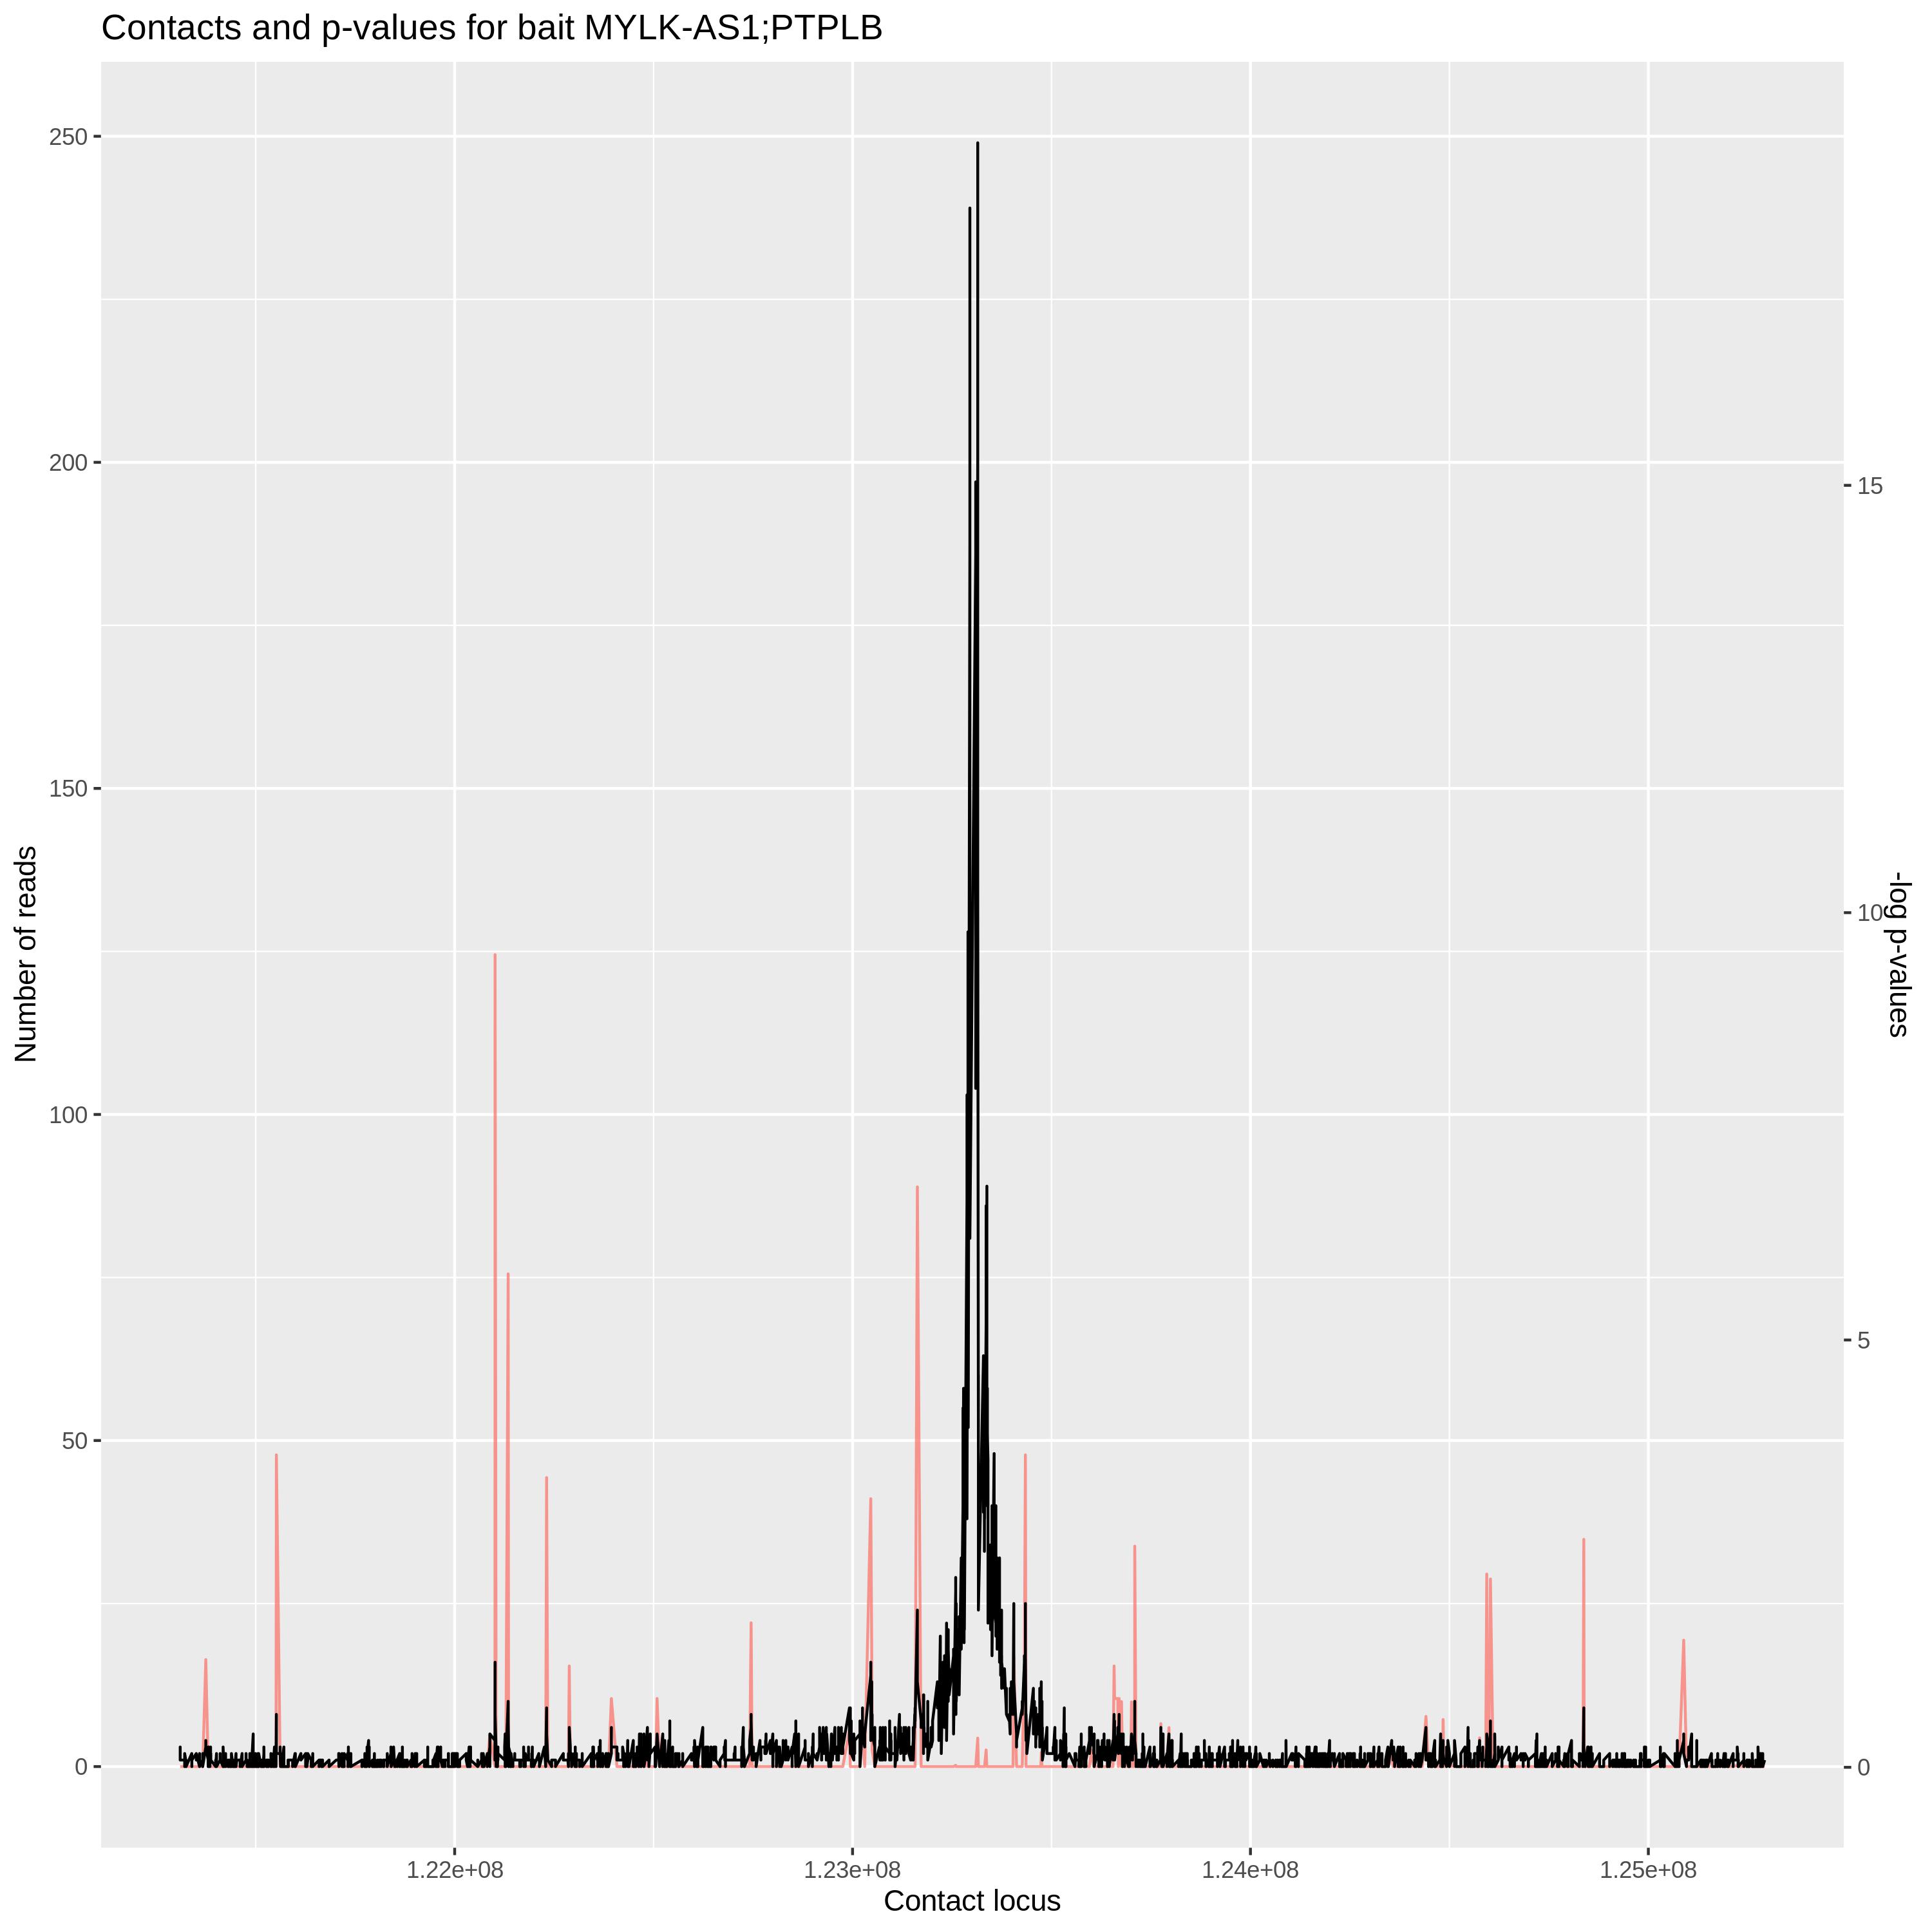 Contacts and p-values for bait MYLK-AS1;PTPLB
250
200
150
100
50
0
Number of reads
15
10
5
0
-log p-values
1.22e+08
1.23e+08
1.24e+08
1.25e+08
Contact locus